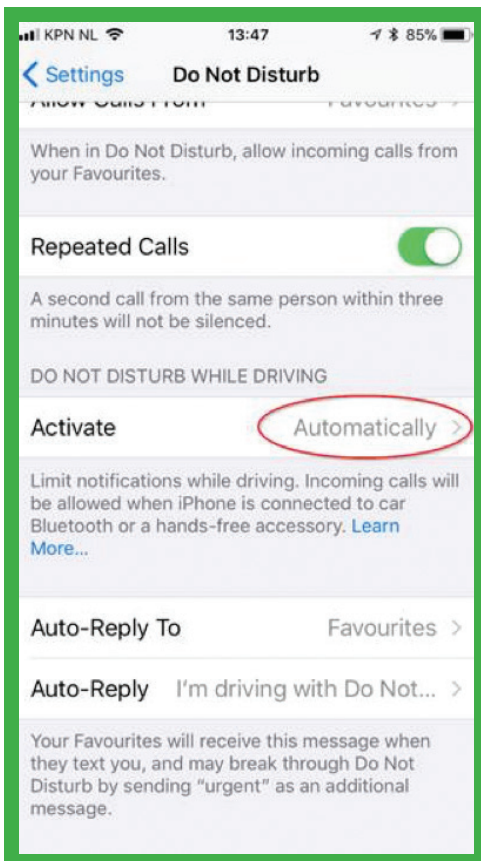 KPN NL 13:47 85%
Settings Do Not Disturb
Allow Calls From Favourites
When in Do Not Disturb, allow incoming calls from
your Favourites.
Repeated Calls
A second call from the same person within three
minutes will not be silenced.
DO NOT DISTURB WHILE DRIVING
Activate Automatically
Limit notifications while driving. Incoming calls will
be allowed when iPhone is connected to car
Bluetooth or a hands-free accessory. Learn
More...
Auto-Reply To Favourites
Auto-Reply I'm driving with Do Not...
Your Favourites will receive this message when
they text you, and may break through Do Not
Disturb by sending “urgent” as an additional
message.